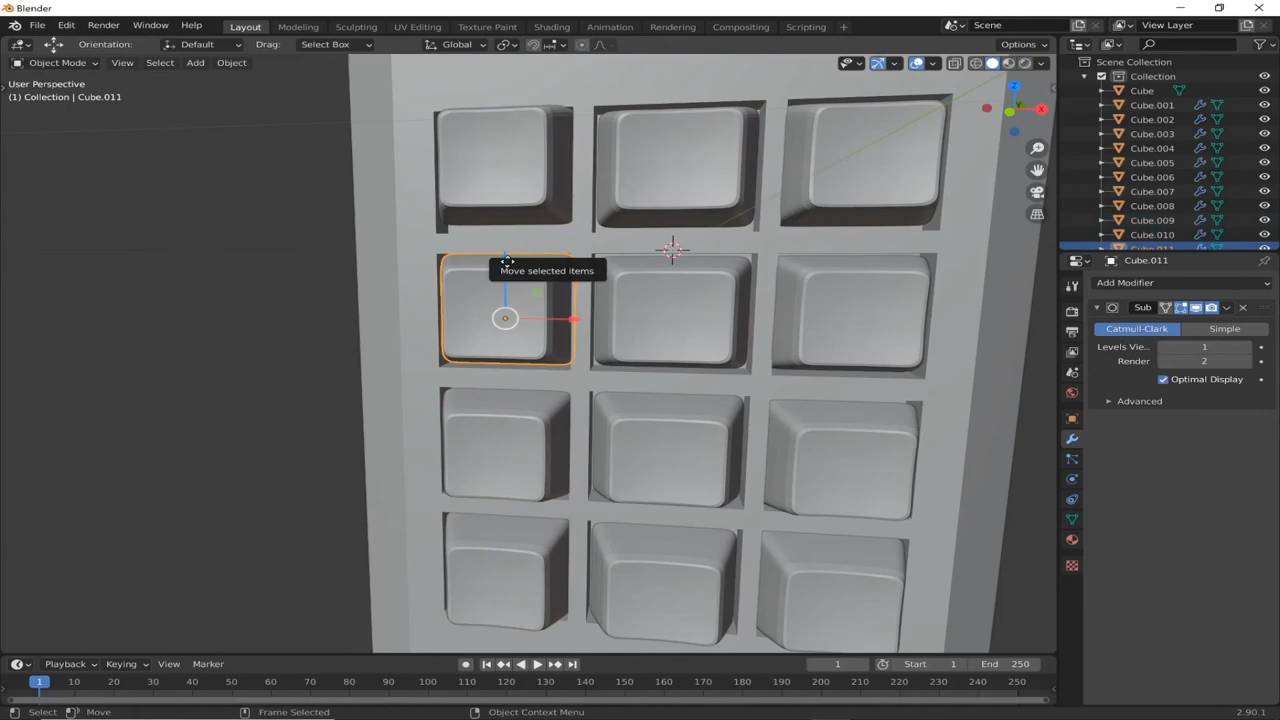 Blender
File Edit Render Window Help Layout Modeling Sculpting UV Editing Texture Paint Shading Animation Rendering Compositing Scripting + Scene View Layer
Orientation: Default Drag: Select Box Global Options
Object Mode View Select Add Object
User Perspective
(1) Collection | Cube.011
Move selected items
X
Y
Z
Scene Collection
Collection
Cube
Cube.001
Cube.002
Cube.003
Cube.004
Cube.005
Cube.006
Cube.007
Cube.008
Cube.009
Cube.010
Cube.011
Cube.011
Add Modifier
Sub
Catmull-Clark Simple
Levels Vie... 1
Render 2
Optimal Display
Advanced
Playback Keying View Marker 1 Start 1 End 250
1 10 20 30 40 50 60 70 80 90 100 110 120 130 140 150 160 170 180 190 200 210 220 230 240 250
Select Move Frame Selected Object Context Menu 2.90.1